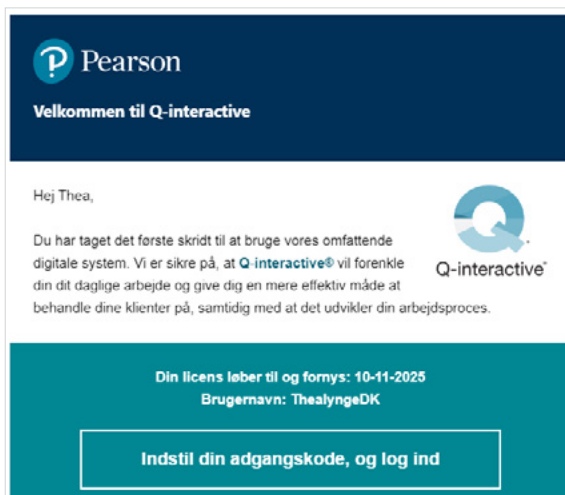 Pearson
Velkommen til Q-interactive
Hej Thea,
Du har taget det første skridt til at bruge vores omfattende
digitale system. Vi er sikre på, at Q-interactive® vil forenkle
din dit daglige arbejde og give dig en mere effektiv måde at
behandle dine klienter på, samtidig med at det udvikler din arbejdsproces.
Q-interactive™
Din licens løber til og fornys: 10-11-2025
Brugernavn: ThealyngeDK
Indstil din adgangskode, og log ind